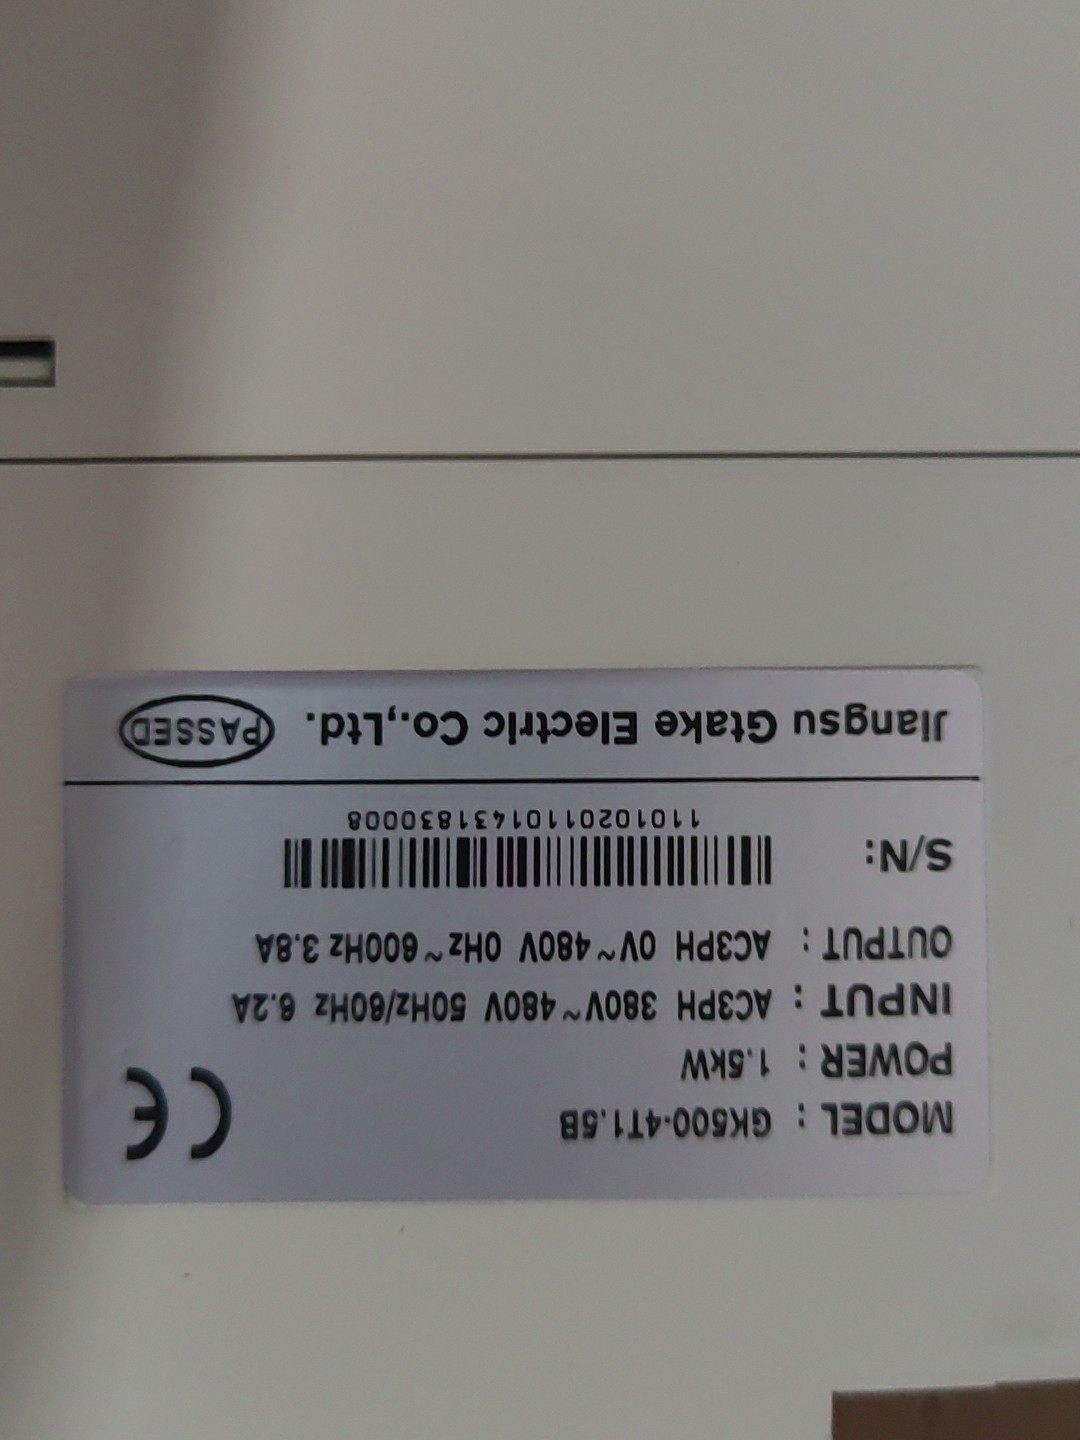 MODEL : GK500-4T1.5B
POWER : 1.5kW
INPUT : AC3PH 380V~480V 50Hz/60Hz 6.2A
OUTPUT : AC3PH 0V~480V 0Hz~600Hz 3.8A
S/N:
11010201101431830008
Jiangsu Gtake Electric Co.,Ltd. PASSED
CE